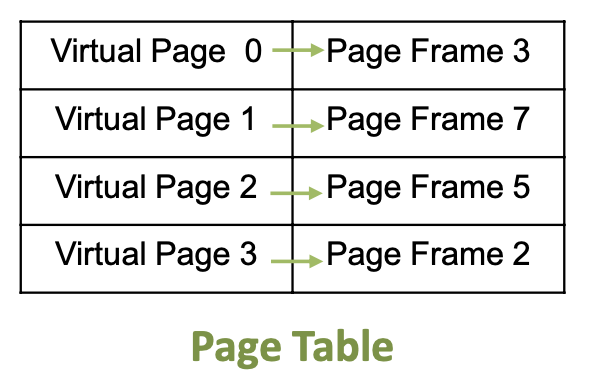 Virtual Page 0 Page Frame 3
Virtual Page 1 Page Frame 7
Virtual Page 2 Page Frame 5
Virtual Page 3 Page Frame 2
Page Table